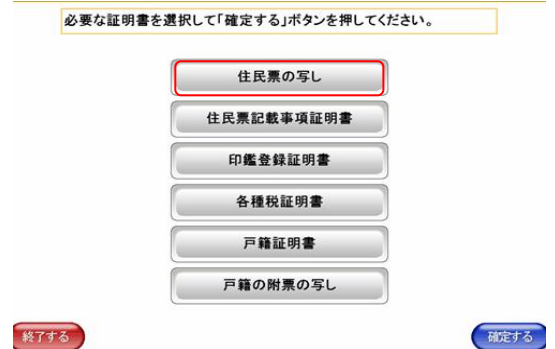 必要な証明書を選択して「確定する」ボタンを押してください。
住民票の写し
住民票記載事項証明書
印鑑登録証明書
各種税証明書
戸籍証明書
戸籍の附票の写し
終了する
確定する